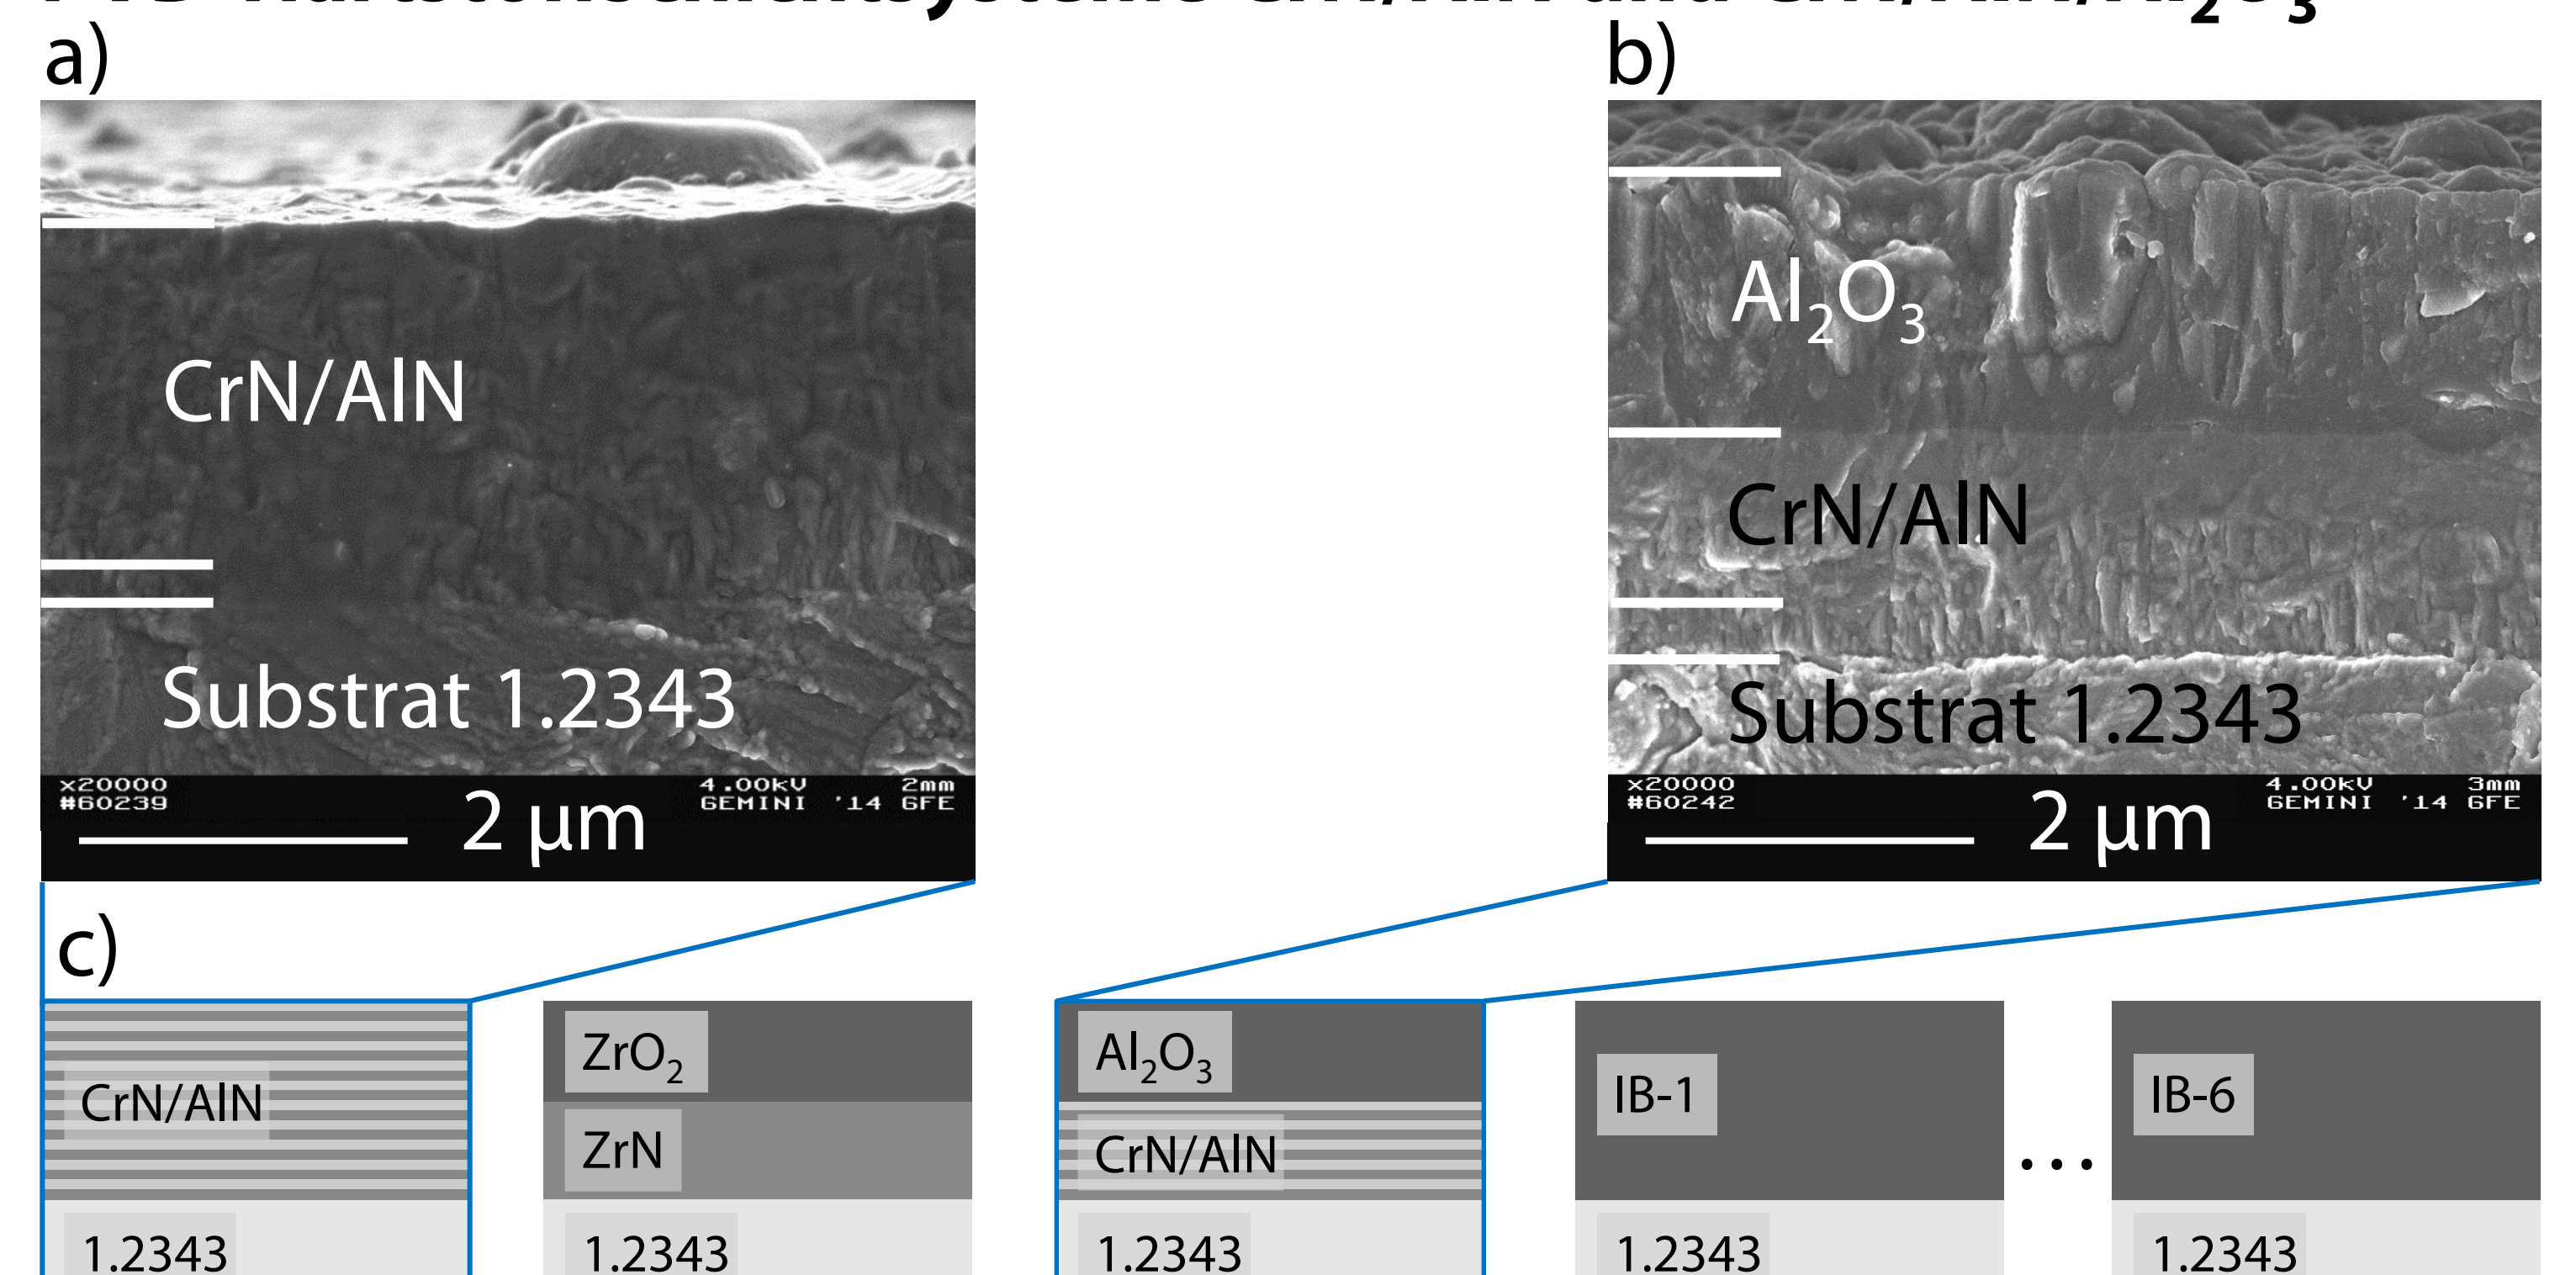 a)
b)
CrN/AlN
Substrat 1.2343
x20000 4.00kV 2mm
#60239 GEMINI '14 GFE
2 µm
Al₂O₃
CrN/AlN
Substrat 1.2343
x20000 4.00kV 3mm
#60242 GEMINI '14 GFE
2 µm
c)
CrN/AlN
1.2343
ZrO₂
ZrN
1.2343
Al₂O₃
CrN/AlN
1.2343
IB-1
1.2343
...
IB-6
1.2343